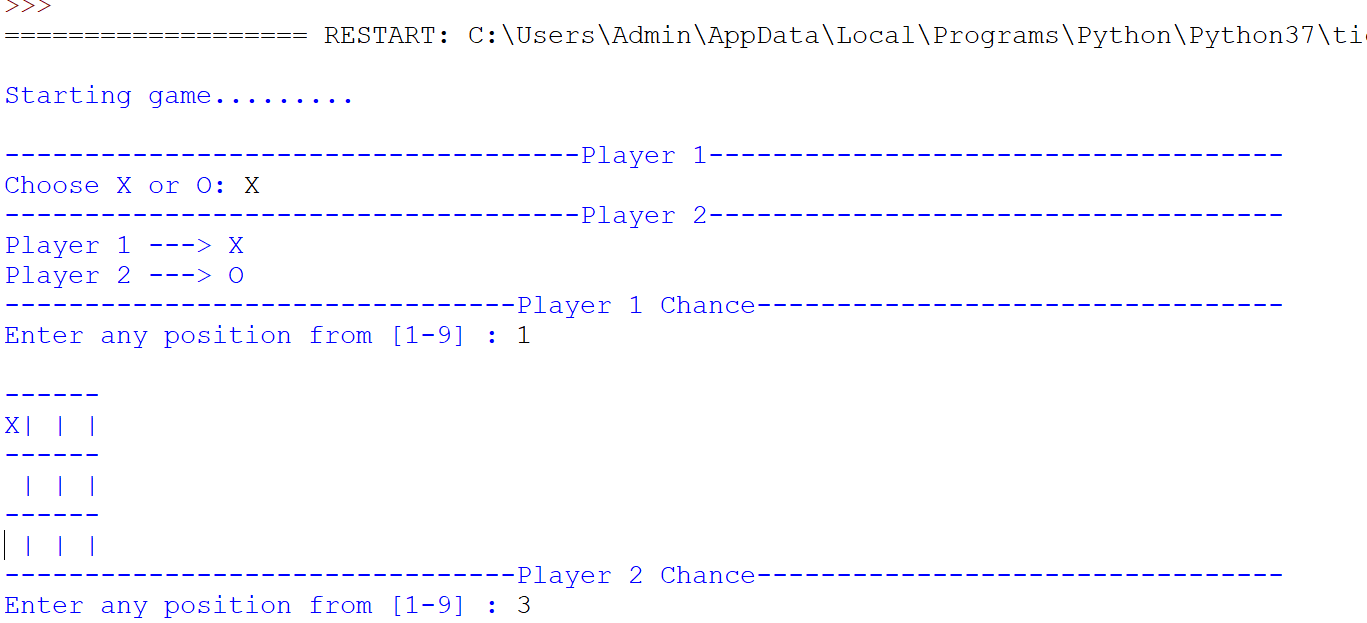 >>>
=================== RESTART: C:\Users\Admin\AppData\Local\Programs\Python\Python37\tic
Starting game.........
------------------------------------Player 1------------------------------------
Choose X or O: X
------------------------------------Player 2------------------------------------
Player 1 ---> X
Player 2 ---> O
--------------------------------Player 1 Chance---------------------------------
Enter any position from [1-9] : 1
------
X| | |
------
 | | |
------
 | | |
--------------------------------Player 2 Chance---------------------------------
Enter any position from [1-9] : 3